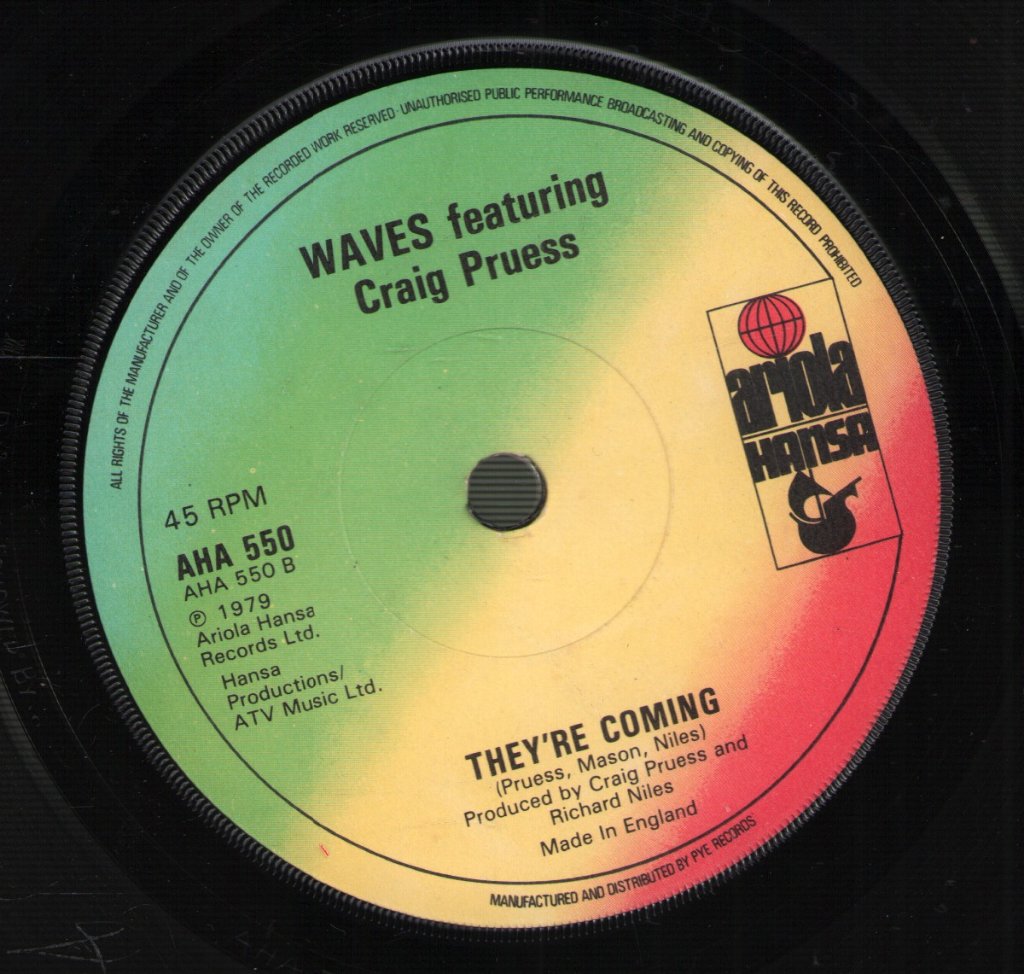 ALL RIGHTS OF THE MANUFACTURER AND OF THE OWNER OF THE RECORDED WORK RESERVED · UNAUTHORISED PUBLIC PERFORMANCE BROADCASTING AND COPYING OF THIS RECORD PROHIBITED
WAVES featuring
Craig Pruess
ariola
HANSA
45 RPM
AHA 550
AHA 550 B
℗ 1979
Ariola Hansa
Records Ltd.
Hansa
Productions/
ATV Music Ltd.
THEY'RE COMING
(Pruess, Mason, Niles)
Produced by Craig Pruess and
Richard Niles
Made In England
MANUFACTURED AND DISTRIBUTED BY PYE RECORDS